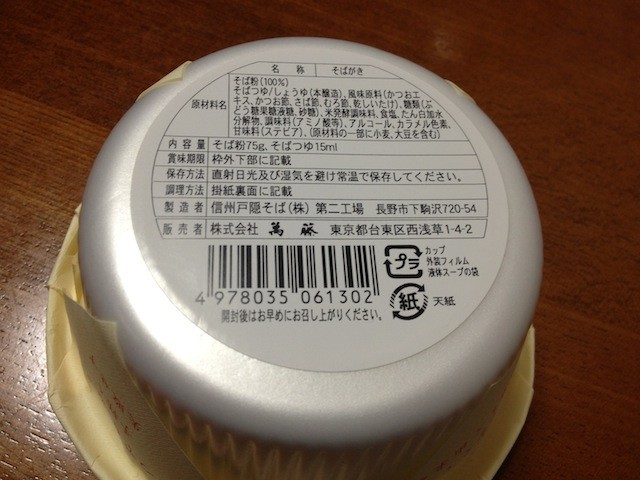 名称 そばがき
原材料名 そば粉(100%)
そばつゆ/しょうゆ(本醸造)、風味原料(かつおエ
キス、かつお節、さば節、むろ節、乾しいたけ)、糖類(ぶ
どう糖果糖液糖、砂糖)、米発酵調味料、食塩、たん白加水
分解物、調味料(アミノ酸等)、アルコール、カラメル色素、
甘味料(ステビア)、(原材料の一部に小麦、大豆を含む)
内容量 そば粉75g、そばつゆ15ml
賞味期限 枠外下部に記載
保存方法 直射日光及び湿気を避け常温で保存してください。
調理方法 掛紙裏面に記載
製造者 信州戸隠そば(株) 第二工場 長野市下駒沢720-54
販売者 株式会社 萬藤 東京都台東区西浅草1-4-2
プラ
カップ
外装フィルム
液体スープの袋
4 978035 061302
紙 天紙
開封後はお早めにお召し上がりください。